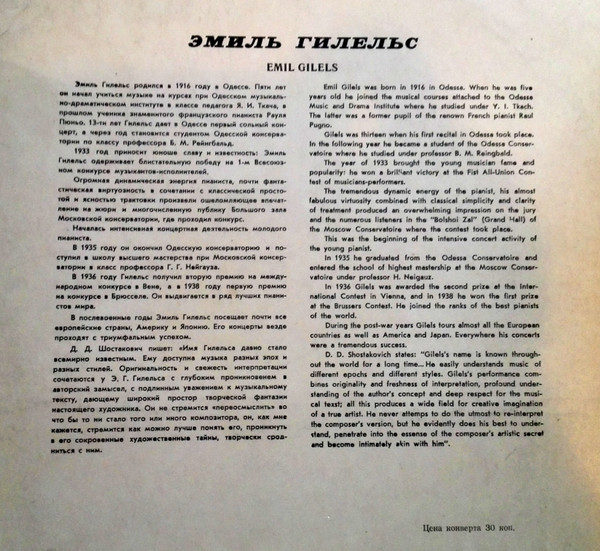 ЭМИЛЬ ГИЛЕЛЬС
EMIL GILELS
Эмиль Гилельс родился в 1916 году в Одессе. Пяти лет
он начал учиться музыке на курсах при Одесском музыкаль-
но-драматическом институте в классе педагога Я. И. Ткача, в
прошлом ученика знаменитого французского пианиста Рауля
Пюньо. 13-ти лет Гилельс дает в Одессе первый сольный кон-
церт, а через год становится студентом Одесской консервато-
рии по классу профессора Б. М. Рейнгбальд.
1933 год приносит юноше славу и известность: Эмиль
Гилельс одерживает блистательную победу на 1-м Всесоюз-
ном конкурсе музыкантов-исполнителей.
Огромная динамическая энергия пианиста, почти фанта-
стическая виртуозность в сочетании с классической просто-
той и ясностью трактовки произвели ошеломляющее впечат-
ление на жюри и многочисленную публику Большого зала
Московской консерватории, где проходил конкурс.
Началась интенсивная концертная деятельность молодого
пианиста.
В 1935 году он окончил Одесскую консерваторию и по-
ступил в школу высшего мастерства при Московской консер-
ватории в класс профессора Г. Г. Нейгауза.
В 1936 году Гилельс получил вторую премию на между-
народном конкурсе в Вене, а в 1938 году первую премию
на конкурсе в Брюсселе. Он выдвигается в ряд лучших пиани-
стов мира.
В послевоенные годы Эмиль Гилельс посещает почти все
европейские страны, Америку и Японию. Его концерты везде
проходят с триумфальным успехом.
Д. Д. Шостакович пишет: «Имя Гилельса давно стало
всемирно известным. Ему доступна музыка разных эпох и
разных стилей. Оригинальность и свежесть интерпретации
сочетаются у Э. Г. Гилельса с глубоким проникновением в
авторский замысел, с подлинным уважением к музыкальному
тексту, дающему широкий простор творческой фантазии
настоящего художника. Он не стремится «переосмыслить» во
что бы то ни стало того или иного композитора, он, как мне
кажется, стремится как можно лучше понять его, проникнуть
в его сокровенные художественные тайны, творчески срод-
ниться с ним.
Emil Gilels was born in 1916 in Odessa. When he was five
years old he joined the musical courses attached to the Odessa
Music and Drama Institute where he studied under Y. I. Tkach.
The latter was a former pupil of the renown French pianist Raul
Pugno.
Gilels was thirteen when his first recital in Odessa took place.
In the following year he became a student of the Odessa Conser-
vatoire where he studied under professor B. M. Raingbald.
The year of 1933 brought the young musician fame and
popularity: he won a brilliant victory at the Fist All-Union Con-
test of musicians-performers.
The tremendous dynamic energy of the pianist, his almost
fabulous virtuosity combined with classical simplicity and clarity
of treatment produced an overwhelming impression on the jury
and the numerous listeners in the "Bolshoi Zal" (Grand Hall) of
the Moscow Conservatoire where the contest took place.
This was the beginning of the intensive concert activity of
the young pianist.
In 1935 he graduated from the Odessa Conservatoire and
entered the school of highest mastership at the Moscow Conser-
vatoire under professor H. Neigauz.
In 1936 Gilels was awarded the second prize at the Inter-
national Contest in Vienna, and in 1938 he won the first prize
at the Brussers Contest. He joined the ranks of the best pianists
of the world.
During the post-war years Gilels tours almost all the European
countries as well as America and Japan. Everywhere his concerts
were a tremendous success.
D. D. Shostakovich states: "Gilels's name is known through-
out the world for a long time... He easily understands music of
different epochs and different styles. Gilels's performance com-
bines originality and freshness of interpretation, profound under-
standing of the author's concept and deep respect for the musi-
cal text; all this produces a wide field for creative imagination
of a true artist. He never attempts to do the utmost to re-interpret
the composer's version, but he evidently does his best to under-
stand, penetrate into the essense of the composer's artistic secret
and become intimately akin with him".
Цена конверта 30 коп.